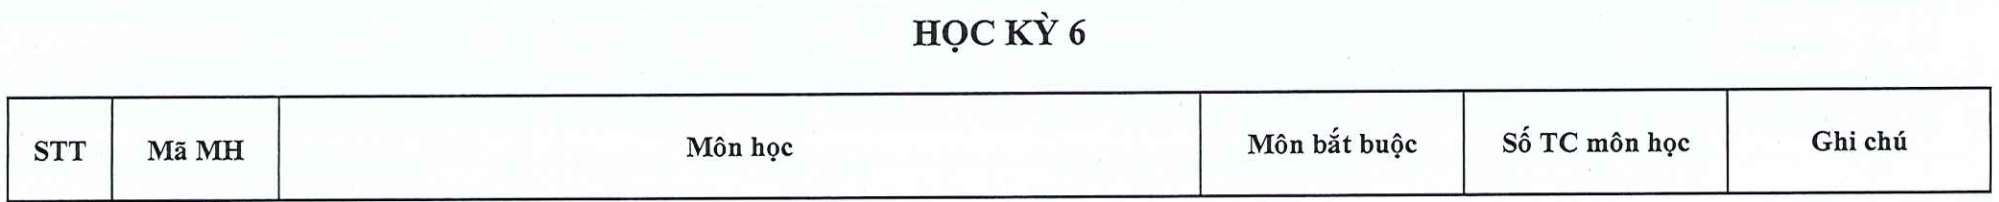 HỌC KỲ 6
STT Mã MH Môn học Môn bắt buộc Số TC môn học Ghi chú